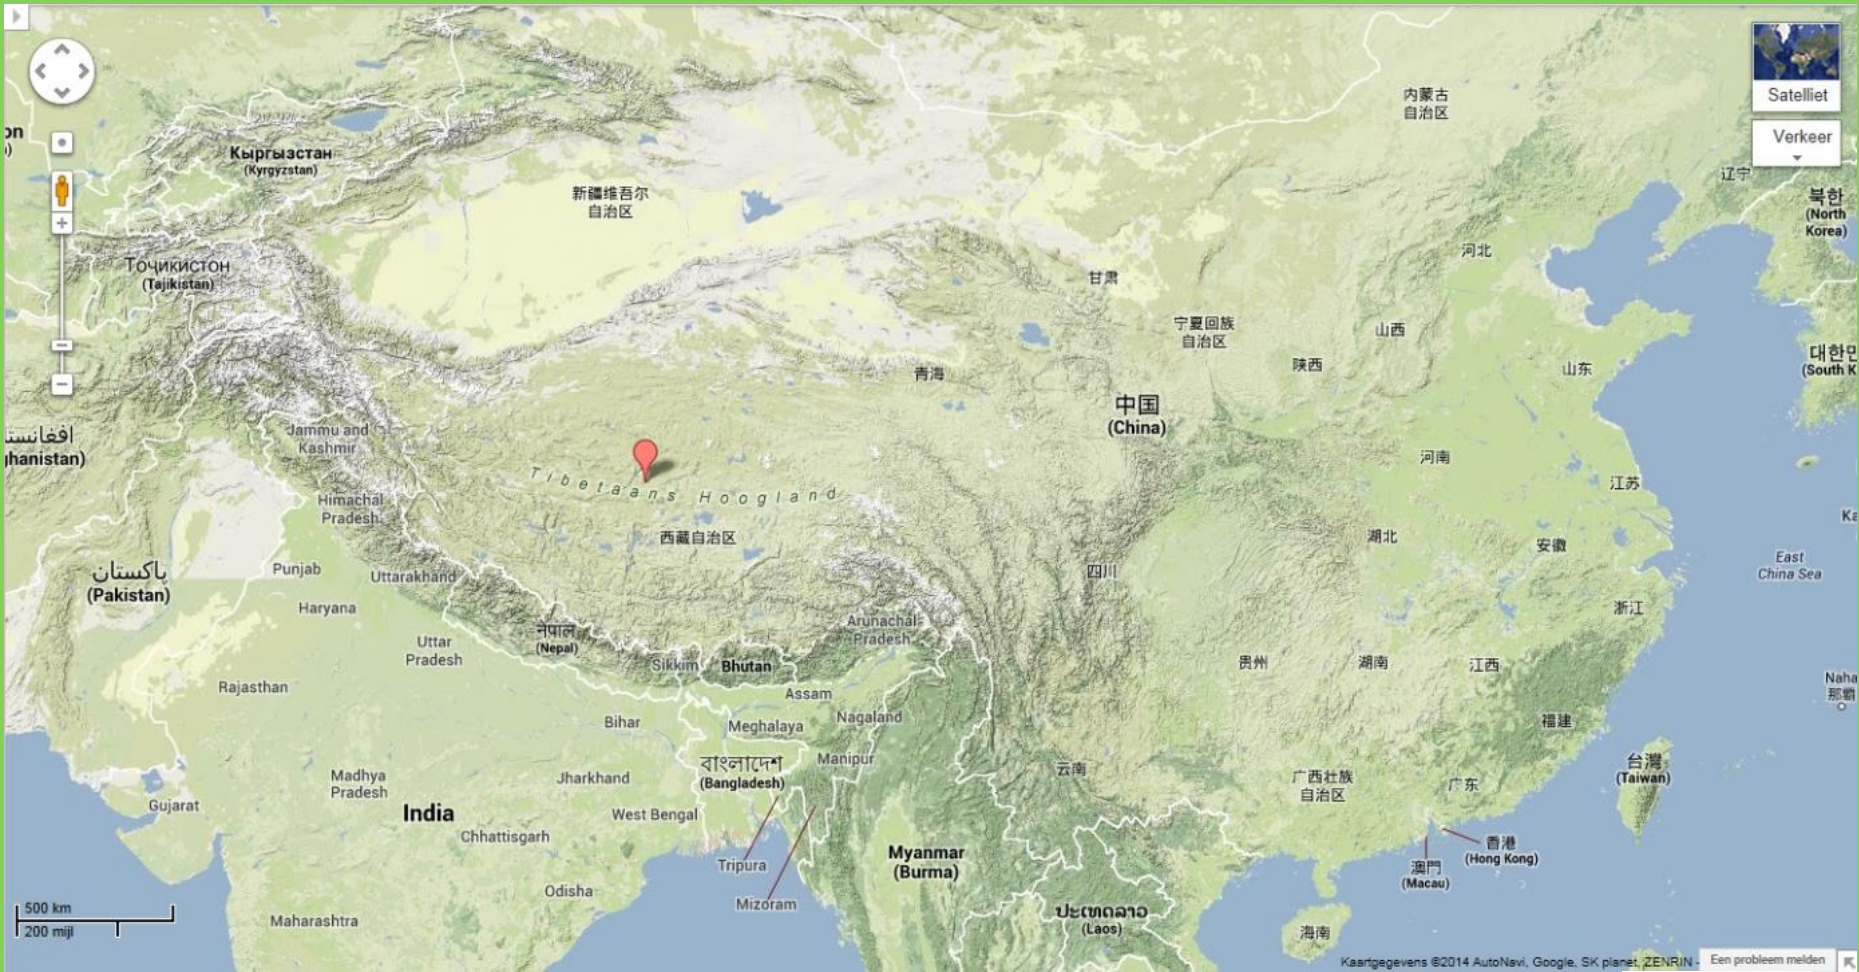 Satelliet
内蒙古
自治区
on
Verkeer
Кыргызстан
(Kyrgyzstan)
辽宁
新疆维吾尔
自治区
북한
(North
Korea)
河北
Тоҷикистон
(Tajikistan)
甘肃
宁夏回族
自治区
山西
陕西
山东
青海
대한민
(South K
中国
(China)
افغانستا
ghanistan)
Jammu and
Kashmir
河南
江苏
Tibetaans Hoogland
Himachal
Pradesh
Ka
西藏自治区
湖北
安徽
East
China Sea
پاکستان
(Pakistan)
Punjab
Uttarakhand
四川
Haryana
浙江
Arunachal
Pradesh
नेपाल
(Nepal)
Uttar
Pradesh
Sikkim
Bhutan
贵州
湖南
江西
Rajasthan
Assam
Naha
那覇
Bihar
Meghalaya
Nagaland
福建
বাংলাদেশ
(Bangladesh)
Manipur
云南
台灣
(Taiwan)
Madhya
Pradesh
Jharkhand
广西壮族
自治区
广东
Gujarat
India
West Bengal
Chhattisgarh
香港
(Hong Kong)
Myanmar
(Burma)
Tripura
澳門
(Macau)
Odisha
Mizoram
500 km
200 mijl
Maharashtra
ປະເທດລາວ
(Laos)
海南
Kaartgegevens ©2014 AutoNavi, Google, SK planet, ZENRIN -
Een probleem melden